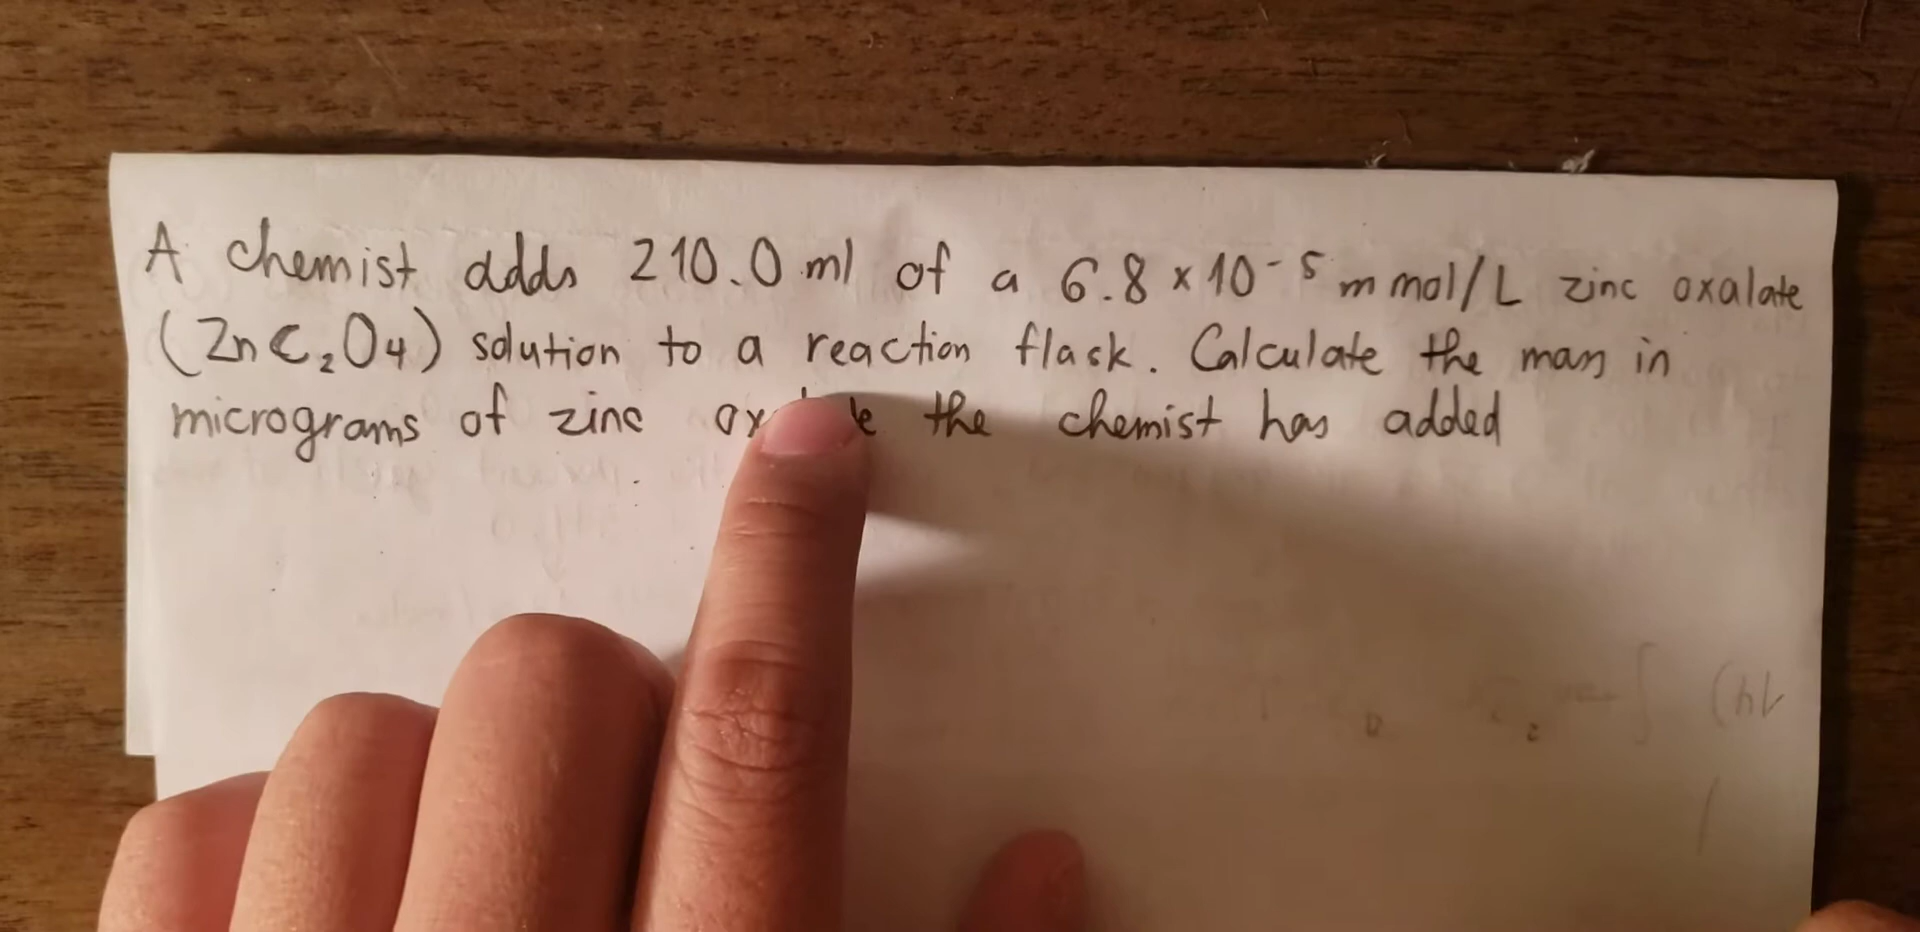 A chemist adds 210.0 ml of a 6.8 × 10⁻⁵ m mol/L zinc oxalate
(ZnC₂O4) solution to a reaction flask. Calculate the mass in
micrograms of zinc the chemist has added